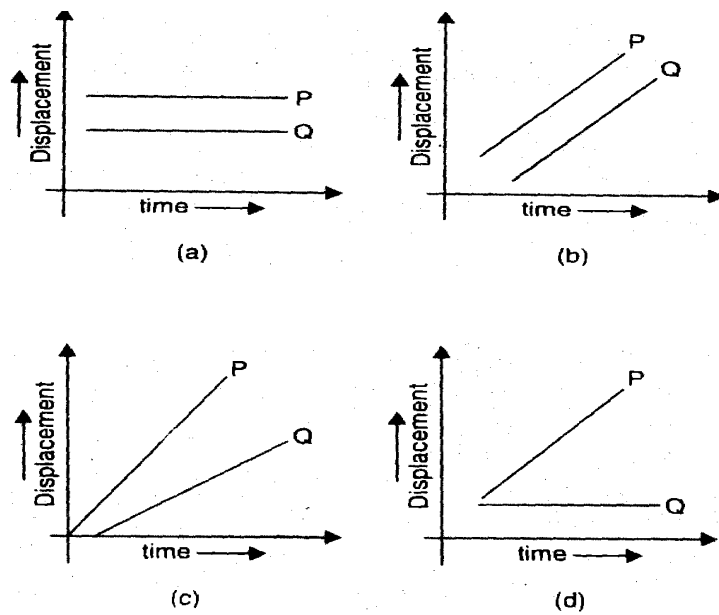 Displacement
P
Q
time
(a)
Displacement
P
Q
time
(b)
Displacement
P
Q
time
(c)
Displacement
P
Q
time
(d)